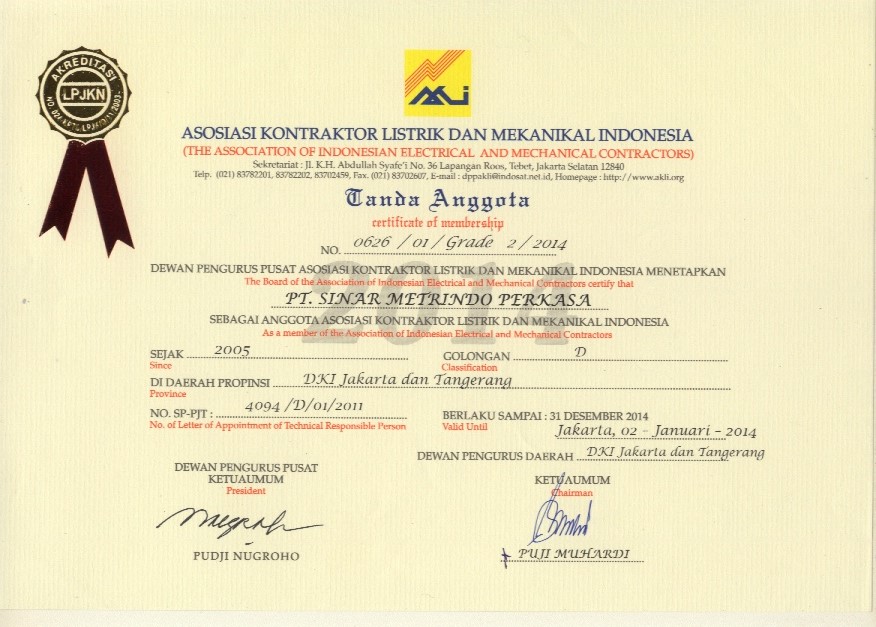 AKREDITASI
LPJKN
AKLI
ASOSIASI KONTRAKTOR LISTRIK DAN MEKANIKAL INDONESIA
(THE ASSOCIATION OF INDONESIAN ELECTRICAL AND MECHANICAL CONTRACTORS)
Sekretariat : Jl. K.H. Abdullah Syafe'i No. 36 Lapangan Roos, Tebet, Jakarta Selatan 12840
Telp. (021) 83782201, 83782202, 83702459, Fax. (021) 83702607, E-mail : dppakli@indosat.net.id, Homepage : http://www.akli.org
Tanda Anggota
certificate of membership
NO. 0626 / 01 / Grade 2 / 2014
2014
DEWAN PENGURUS PUSAT ASOSIASI KONTRAKTOR LISTRIK DAN MEKANIKAL INDONESIA MENETAPKAN
The Board of the Association of Indonesian Electrical and Mechanical Contractors certify that
PT. SINAR METRINDO PERKASA
SEBAGAI ANGGOTA ASOSIASI KONTRAKTOR LISTRIK DAN MEKANIKAL INDONESIA
As a member of the Association of Indonesian Electrical and Mechanical Contractors
SEJAK 2005 GOLONGAN D
Since Classification
DI DAERAH PROPINSI DKI Jakarta dan Tangerang
Province
NO. SP-PJT : 4094 /D/01/2011 BERLAKU SAMPAI : 31 DESEMBER 2014
No. of Letter of Appointment of Technical Responsible Person Valid Until
Jakarta, 02 - Januari - 2014
DEWAN PENGURUS DAERAH DKI Jakarta dan Tangerang
DEWAN PENGURUS PUSAT
KETUA UMUM KETUA UMUM
President Chairman
PUDJI NUGROHO PUJI MUHARDI